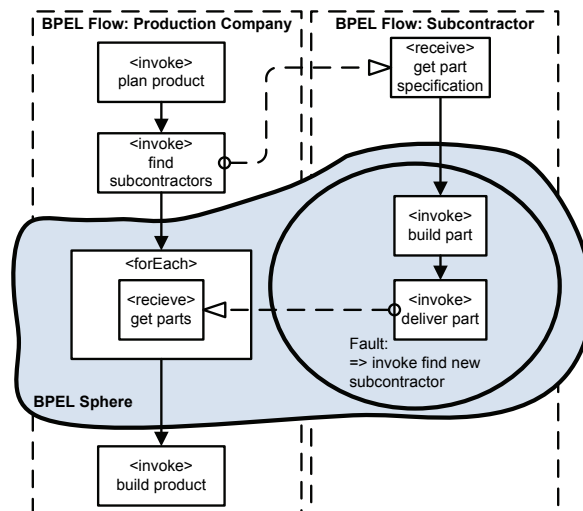 BPEL Flow: Production Company
<invoke>
plan product
<invoke>
find
subcontractors
<forEach>
<recieve>
get parts
BPEL Sphere
<invoke>
build product
BPEL Flow: Subcontractor
<receive>
get part
specification
<invoke>
build part
<invoke>
deliver part
Fault:
=> invoke find new
subcontractor